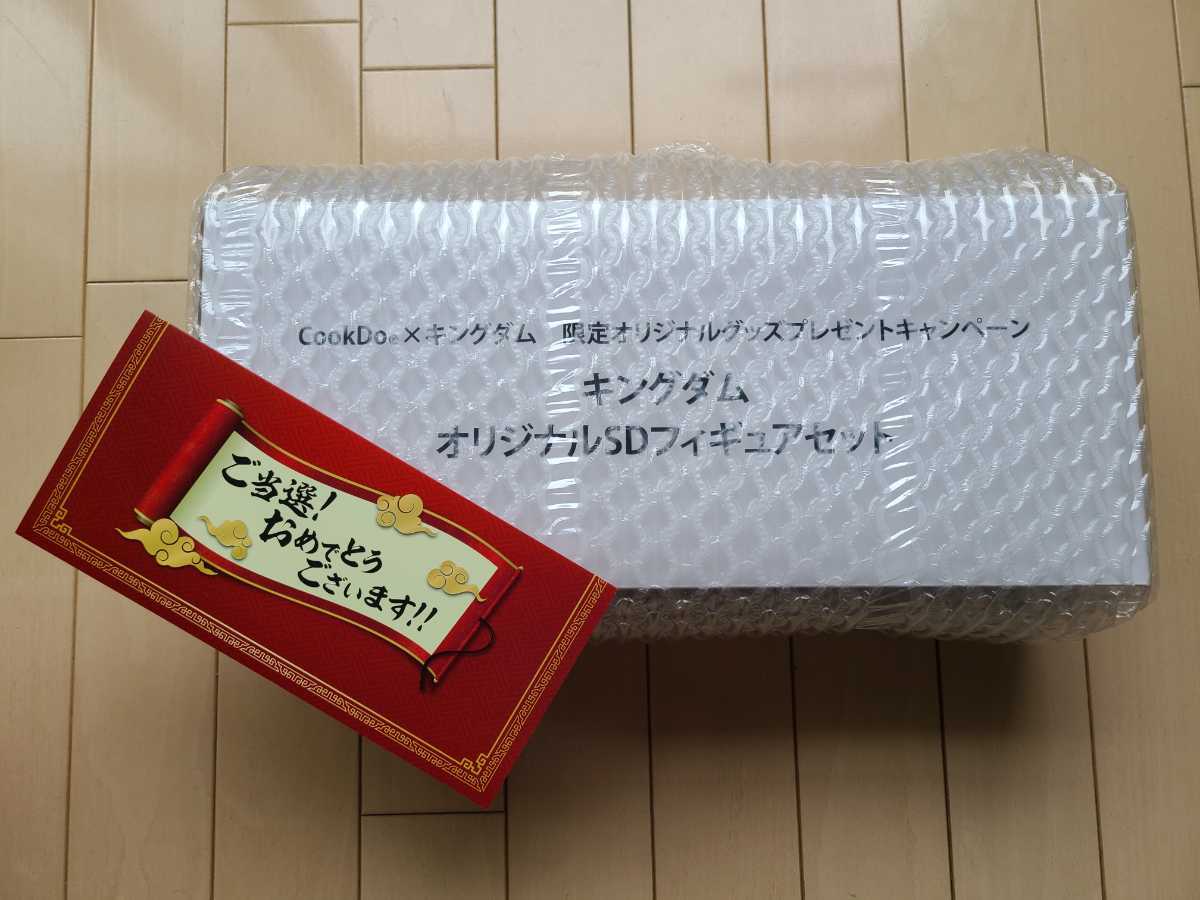 CookDo®×キングダム　限定オリジナルグッズプレゼントキャンペーン
キングダム
オリジナルSDフィギュアセット
ご当選!
おめでとう
ございます!!